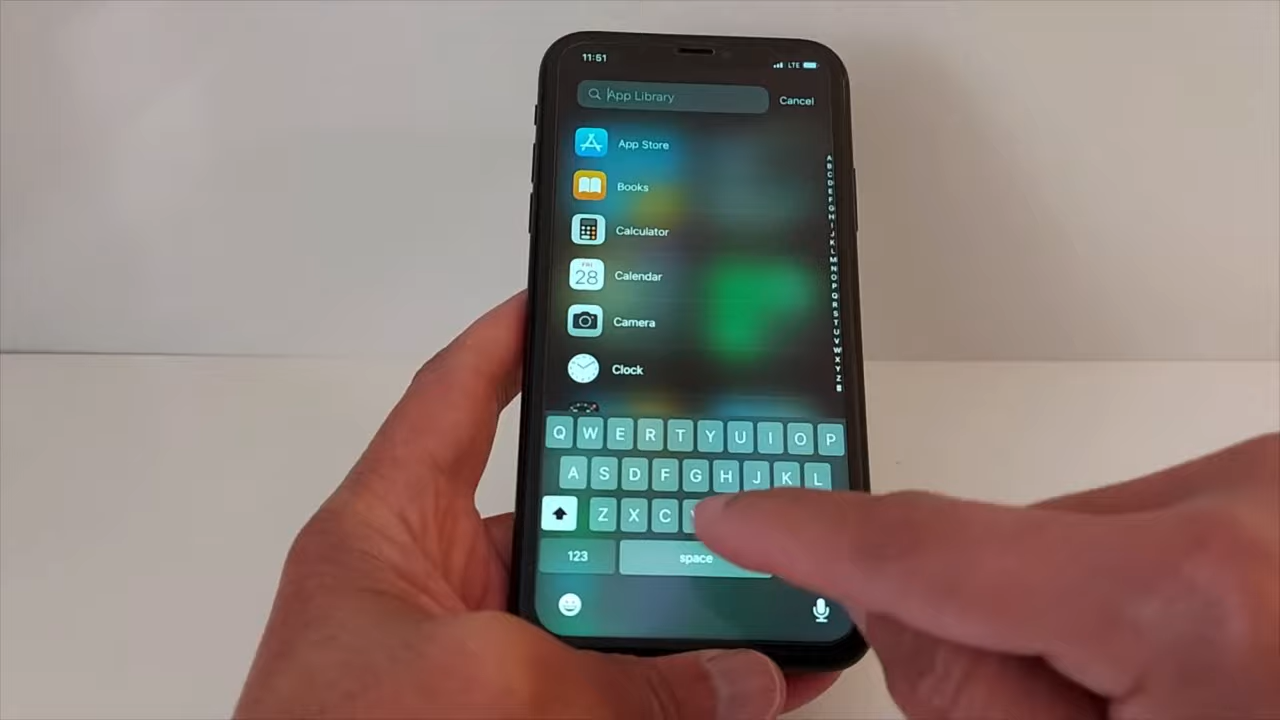 11:51
LTE
App Library
Cancel
App Store
Books
Calculator
FRI
28
Calendar
Camera
Clock
A
B
C
D
E
F
G
H
I
J
K
L
M
N
O
P
Q
R
S
T
U
V
W
X
Y
Z
#
Q W E R T Y U I O P
A S D F G H J K L
Z X C
123
space